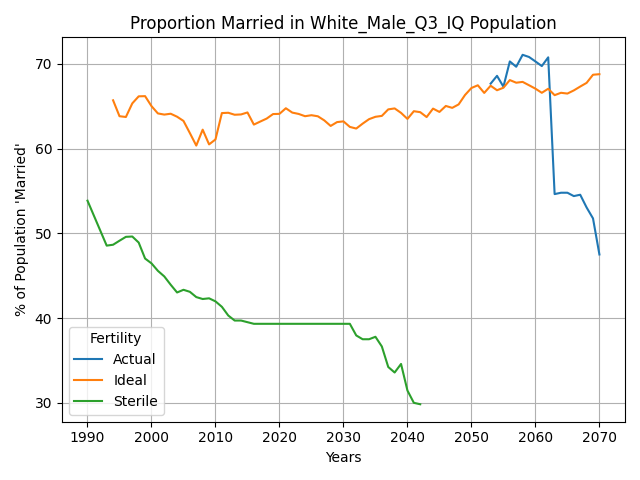 Proportion Married in White_Male_Q3_IQ Population
% of Population 'Married'
70
60
50
40
30
Fertility
Actual
Ideal
Sterile
1990 2000 2010 2020 2030 2040 2050 2060 2070
Years